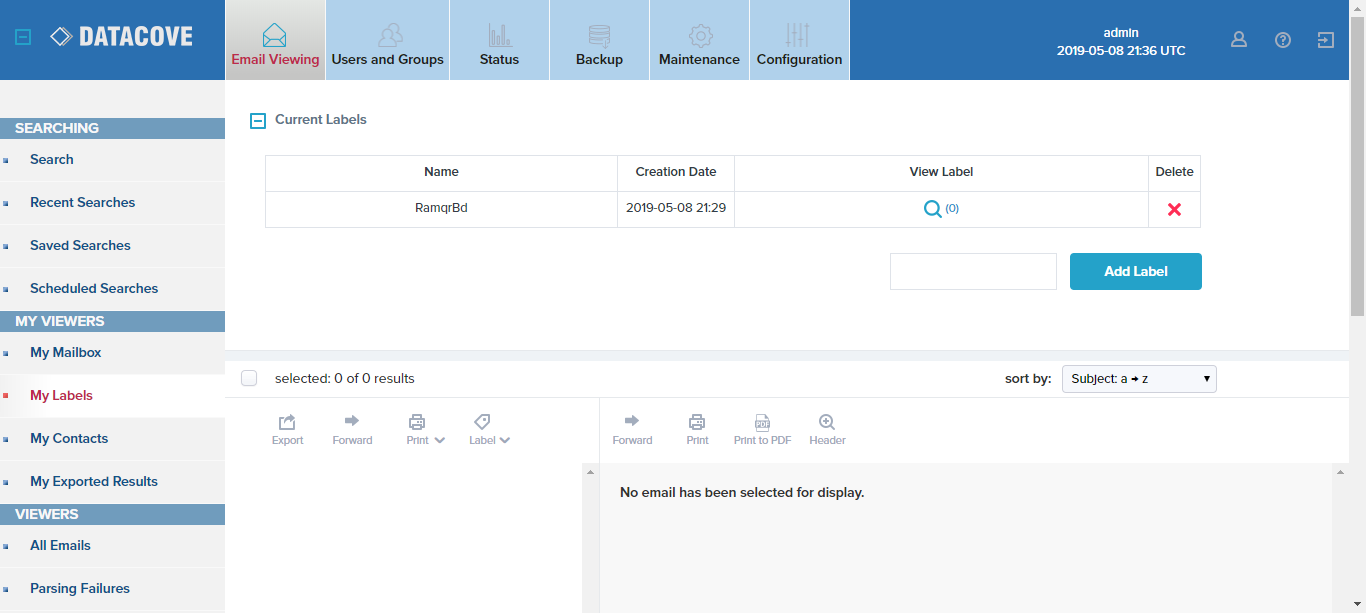 DATACOVE
Email Viewing
Users and Groups
Status
Backup
Maintenance
Configuration
admin
2019-05-08 21:36 UTC
SEARCHING
Search
Recent Searches
Saved Searches
Scheduled Searches
MY VIEWERS
My Mailbox
My Labels
My Contacts
My Exported Results
VIEWERS
All Emails
Parsing Failures
Current Labels
Name Creation Date View Label Delete
RamqrBd 2019-05-08 21:29 (0)
Add Label
selected: 0 of 0 results
sort by: Subject: a → z
Export Forward Print Label
Forward Print Print to PDF Header
PDF
No email has been selected for display.